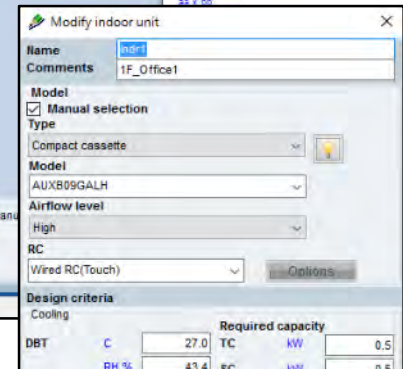 Modify indoor unit
Name Indr1
Comments 1F_Office1
Model
Manual selection
Type
Compact cassette
Model
AUXB09GALH
Airflow level
High
RC
Wired RC(Touch) Options
Design criteria
Cooling
Required capacity
DBT C 27.0 TC kW 0.5
RH % 43.4 SC kW 0.5